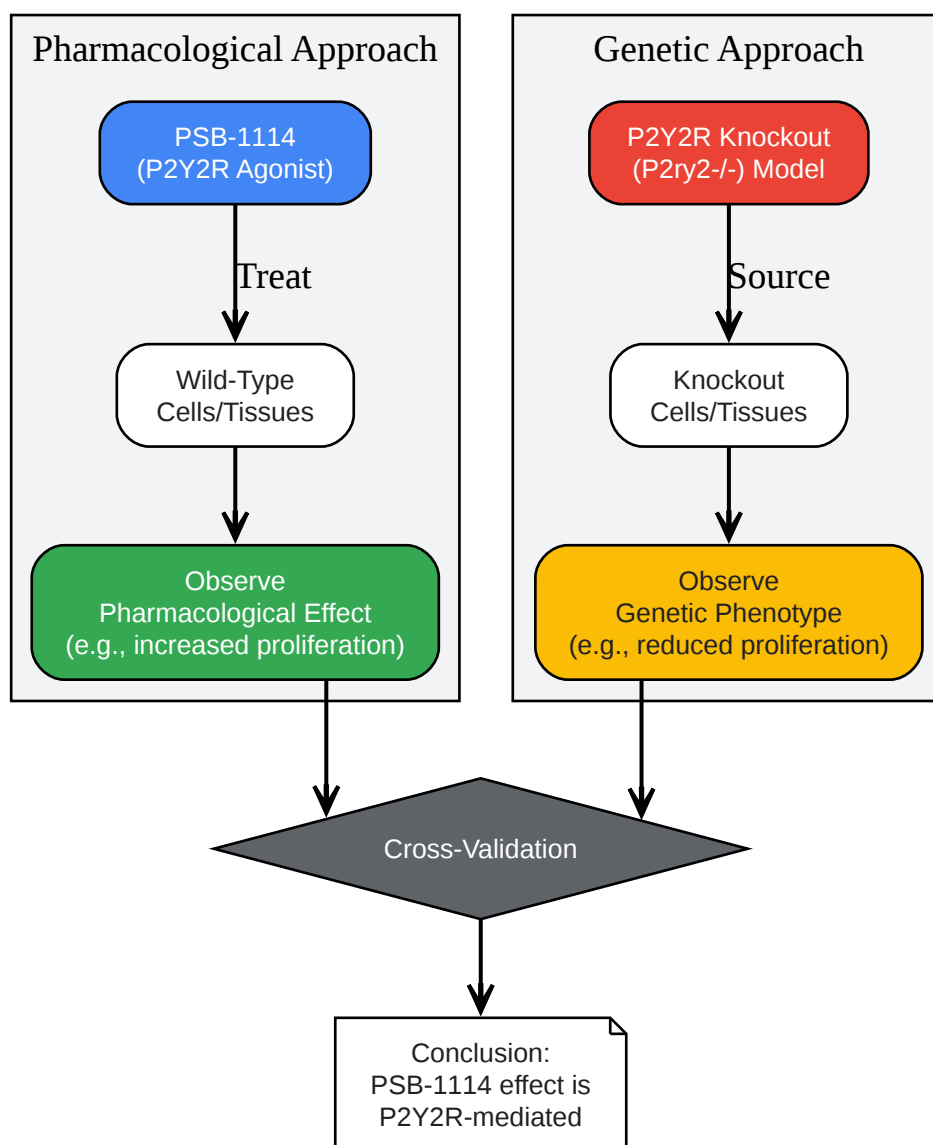 Pharmacological Approach
PSB-1114
(P2Y2R Agonist)
Treat
Wild-Type
Cells/Tissues
Observe
Pharmacological Effect
(e.g., increased proliferation)
Genetic Approach
P2Y2R Knockout
(P2ry2-/-) Model
Source
Knockout
Cells/Tissues
Observe
Genetic Phenotype
(e.g., reduced proliferation)
Cross-Validation
Conclusion:
PSB-1114 effect is
P2Y2R-mediated